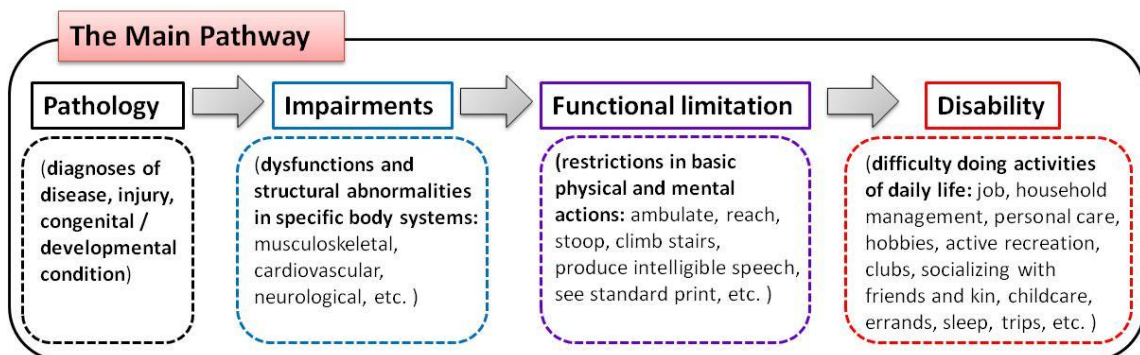 The Main Pathway
Pathology
Impairments
Functional limitation
Disability
(diagnoses of
disease, injury,
congenital /
developmental
condition)
(dysfunctions and
structural abnormalities
in specific body systems:
musculoskeletal,
cardiovascular,
neurological, etc. )
(restrictions in basic
physical and mental
actions: ambulate, reach,
stoop, climb stairs,
produce intelligible speech,
see standard print, etc. )
(difficulty doing activities
of daily life: job, household
management, personal care,
hobbies, active recreation,
clubs, socializing with
friends and kin, childcare,
errands, sleep, trips, etc. )